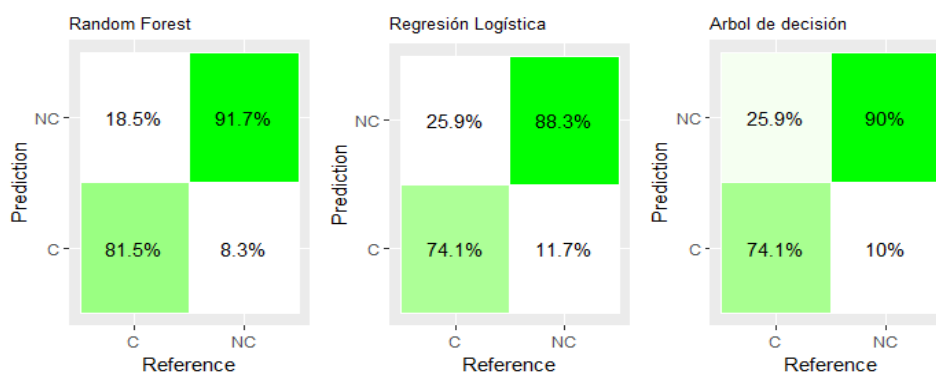 Random Forest
NC
18.5%
91.7%
C
81.5%
8.3%
C
NC
Prediction
Reference
Regresión Logística
NC
25.9%
88.3%
C
74.1%
11.7%
C
NC
Prediction
Reference
Arbol de decisión
NC
25.9%
90%
C
74.1%
10%
C
NC
Prediction
Reference